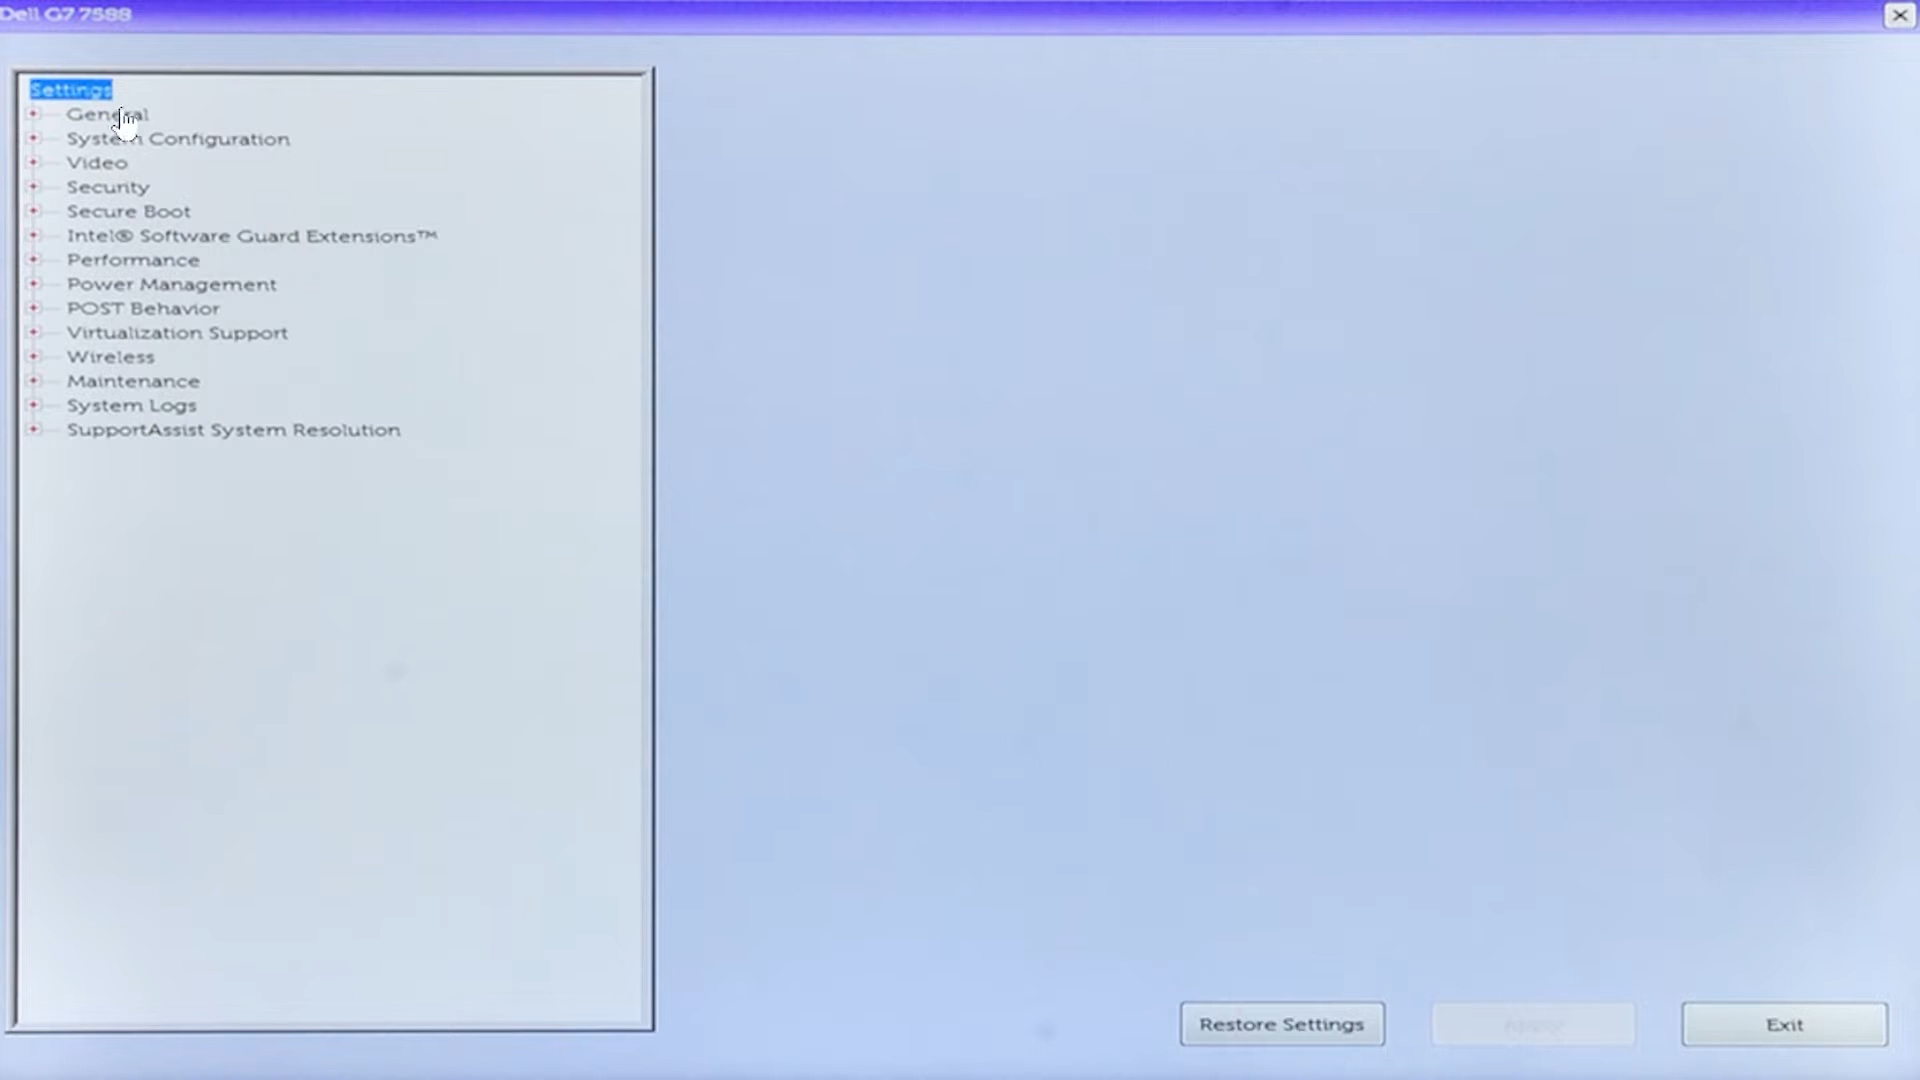 Dell G7 7588
Settings
General
System Configuration
Video
Security
Secure Boot
Intel® Software Guard Extensions™
Performance
Power Management
POST Behavior
Virtualization Support
Wireless
Maintenance
System Logs
SupportAssist System Resolution
Restore Settings
Apply
Exit